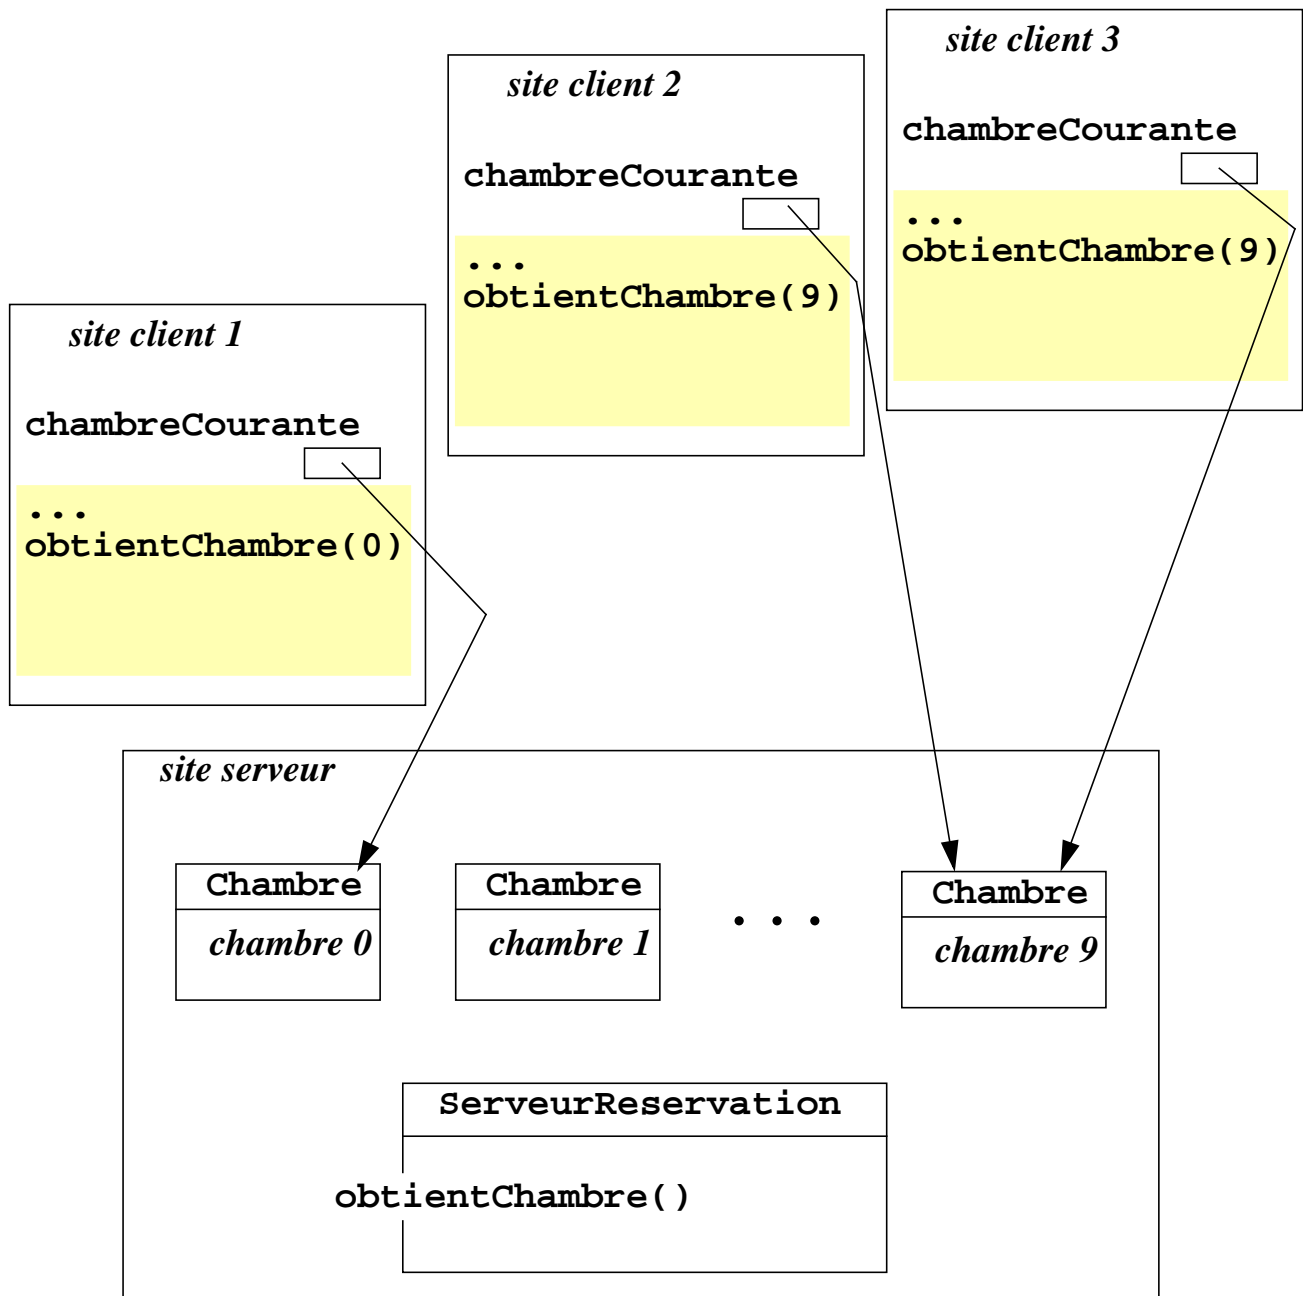 site client 3
chambreCourante
...
obtientChambre(9)
site client 2
chambreCourante
...
obtientChambre(9)
site client 1
chambreCourante
...
obtientChambre(0)
site serveur
Chambre
chambre 0
Chambre
chambre 1
. . .
Chambre
chambre 9
ServeurReservation
obtientChambre()